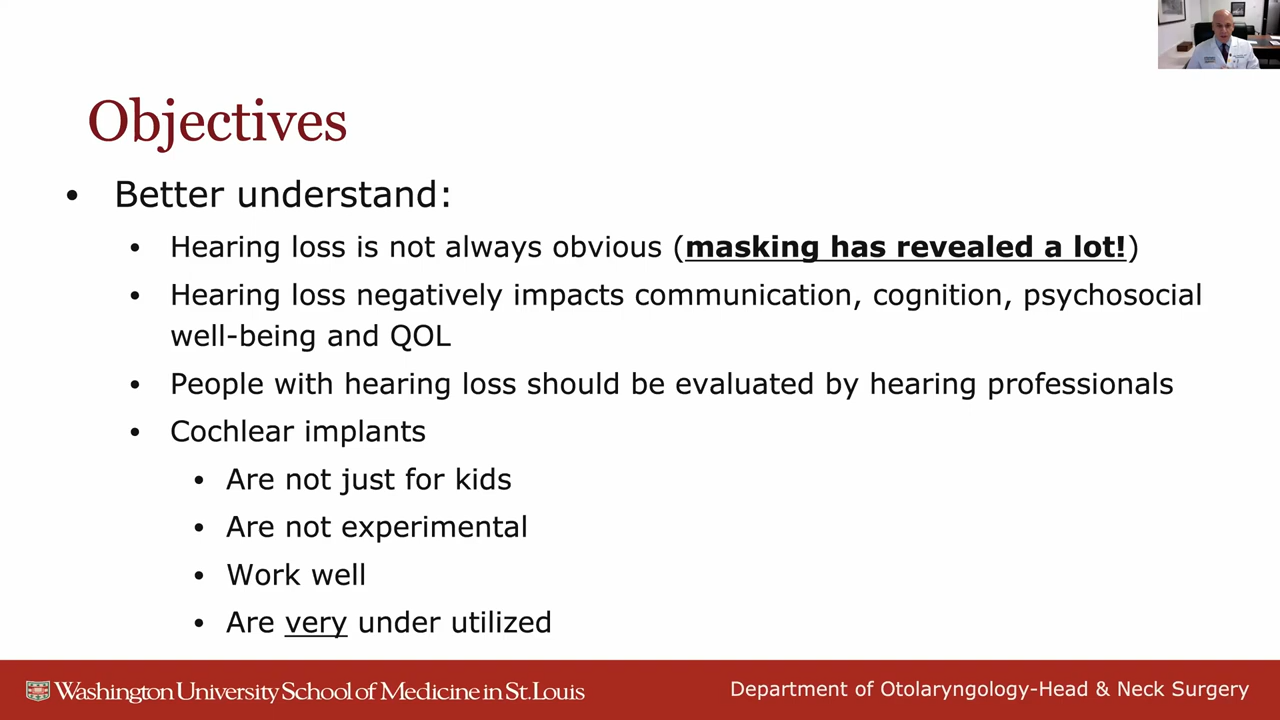 Objectives
• Better understand:
• Hearing loss is not always obvious (masking has revealed a lot!)
• Hearing loss negatively impacts communication, cognition, psychosocial
well-being and QOL
• People with hearing loss should be evaluated by hearing professionals
• Cochlear implants
• Are not just for kids
• Are not experimental
• Work well
• Are very under utilized
Washington University School of Medicine in St. Louis
Department of Otolaryngology-Head & Neck Surgery